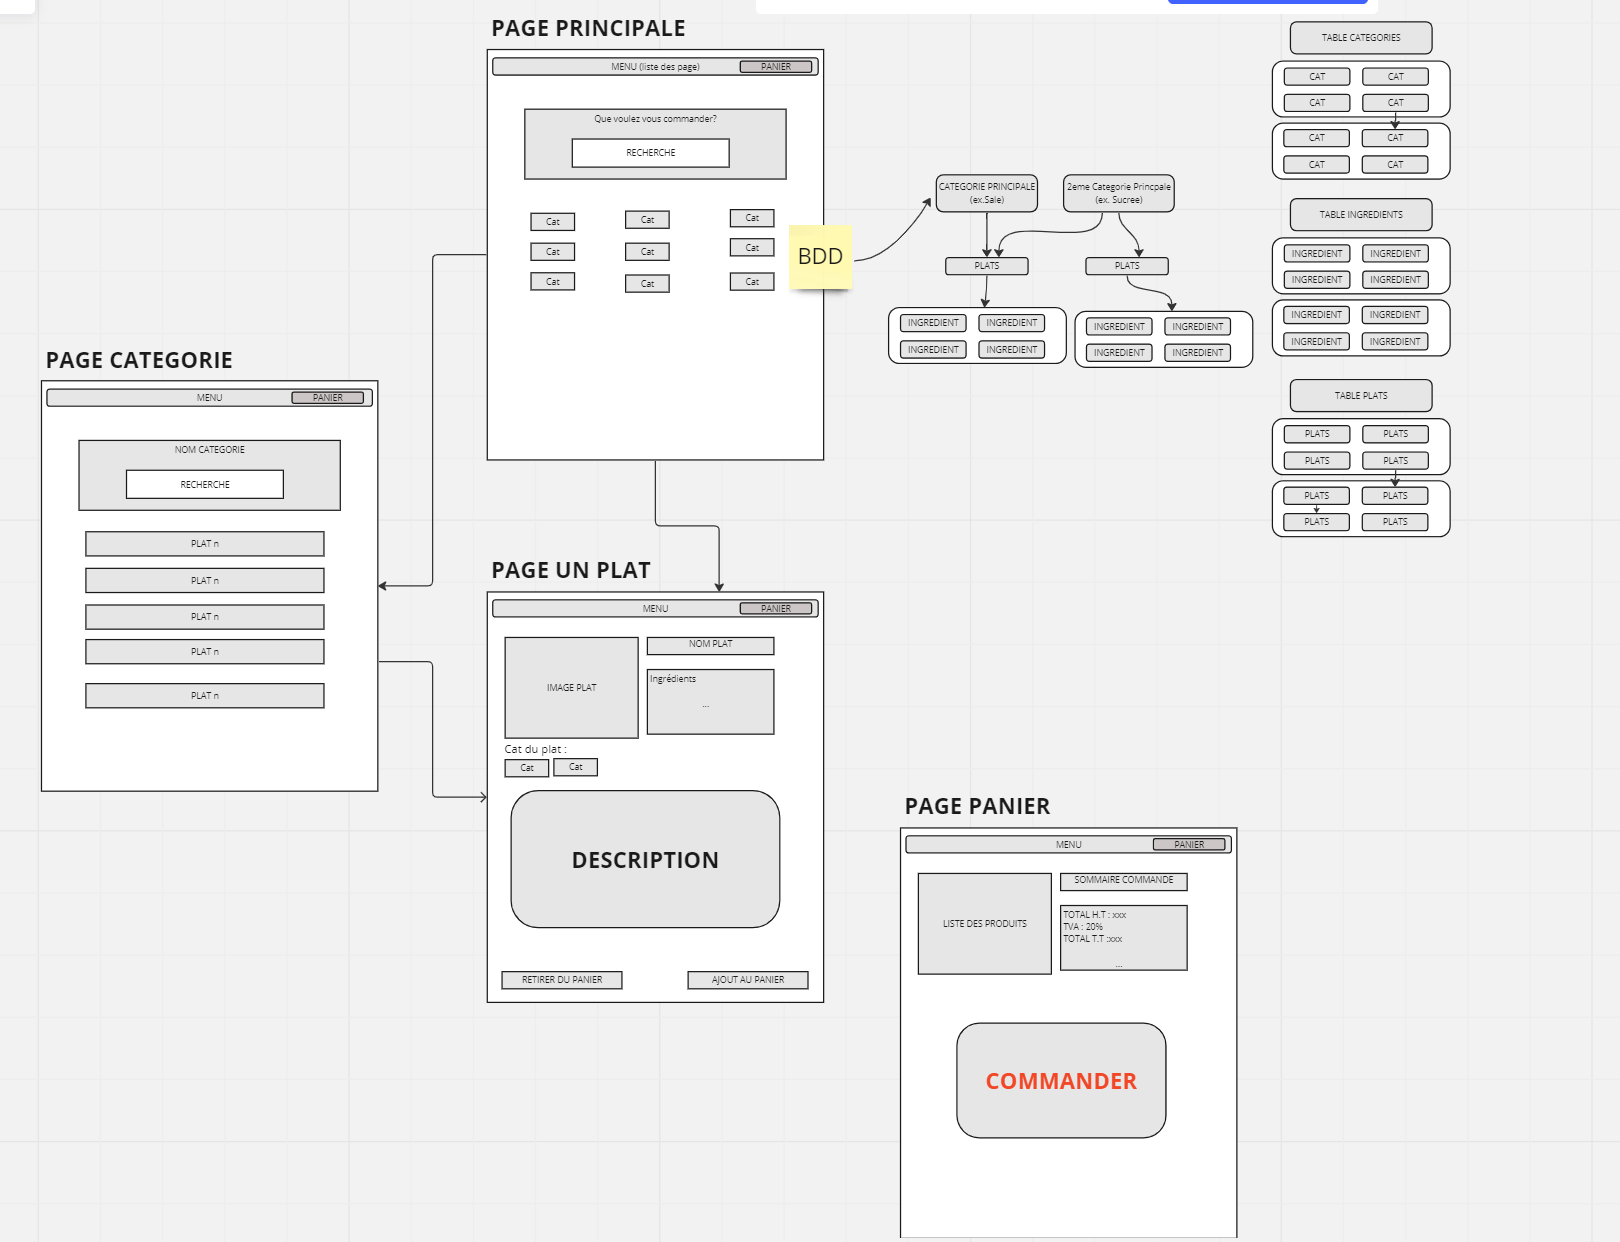 PAGE PRINCIPALE
MENU (liste des page)
PANIER
Que voulez vous commander?
RECHERCHE
Cat
Cat
Cat
Cat
Cat
Cat
Cat
Cat
Cat
BDD
CATEGORIE PRINCIPALE
(ex.Sale)
2eme Categorie Princpale
(ex. Sucree)
PLATS
PLATS
INGREDIENT
INGREDIENT
INGREDIENT
INGREDIENT
INGREDIENT
INGREDIENT
INGREDIENT
INGREDIENT
TABLE CATEGORIES
CAT
CAT
CAT
CAT
CAT
CAT
CAT
CAT
TABLE INGREDIENTS
INGREDIENT
INGREDIENT
INGREDIENT
INGREDIENT
INGREDIENT
INGREDIENT
INGREDIENT
INGREDIENT
TABLE PLATS
PLATS
PLATS
PLATS
PLATS
PLATS
PLATS
PLATS
PLATS
PAGE CATEGORIE
MENU
PANIER
NOM CATEGORIE
RECHERCHE
PLAT n
PLAT n
PLAT n
PLAT n
PLAT n
PAGE UN PLAT
MENU
PANIER
IMAGE PLAT
NOM PLAT
Ingrédients
...
Cat du plat :
Cat
Cat
DESCRIPTION
RETIRER DU PANIER
AJOUT AU PANIER
PAGE PANIER
MENU
PANIER
LISTE DES PRODUITS
SOMMAIRE COMMANDE
TOTAL H.T : xxx
TVA : 20%
TOTAL T.T :xxx
...
COMMANDER